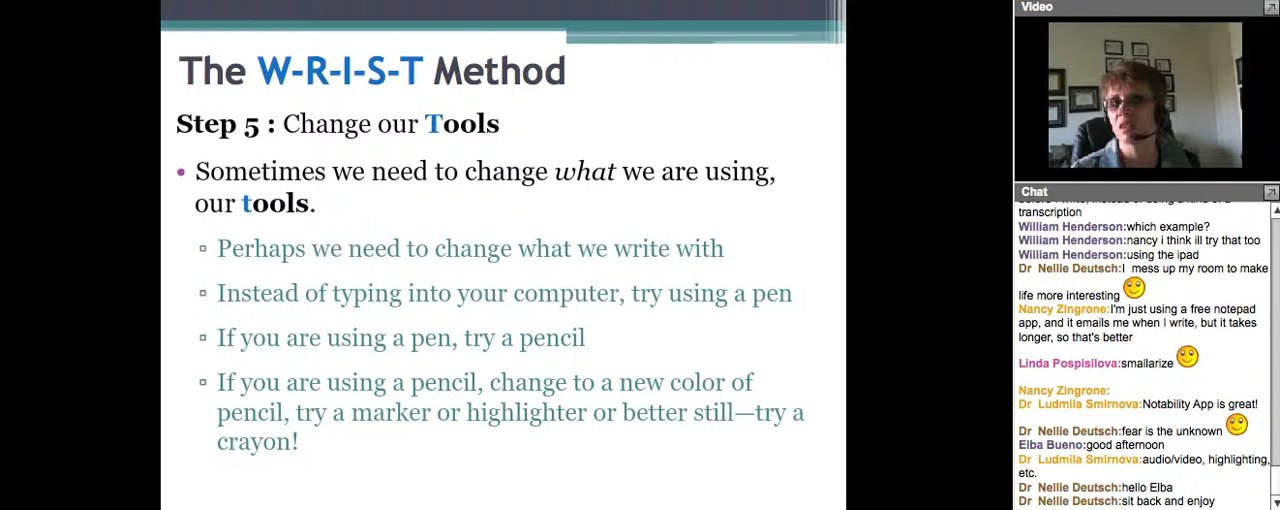 The W-R-I-S-T Method
Step 5 : Change our Tools
• Sometimes we need to change what we are using,
our tools.
▫ Perhaps we need to change what we write with
▫ Instead of typing into your computer, try using a pen
▫ If you are using a pen, try a pencil
▫ If you are using a pencil, change to a new color of
pencil, try a marker or highlighter or better still—try a
crayon!
Video
Chat
transcription
William Henderson:which example?
William Henderson:nancy i think ill try that too
William Henderson:using the ipad
Dr Nellie Deutsch:I mess up my room to make
life more interesting
Nancy Zingrone:I'm just using a free notepad
app, and it emails me when I write, but it takes
longer, so that's better
Linda Pospisilova:smallarize
Nancy Zingrone:
Dr Ludmila Smirnova:Notability App is great!
Dr Nellie Deutsch:fear is the unknown
Elba Bueno:good afternoon
Dr Ludmila Smirnova:audio/video, highlighting,
etc.
Dr Nellie Deutsch:hello Elba
Dr Nellie Deutsch:sit back and enjoy